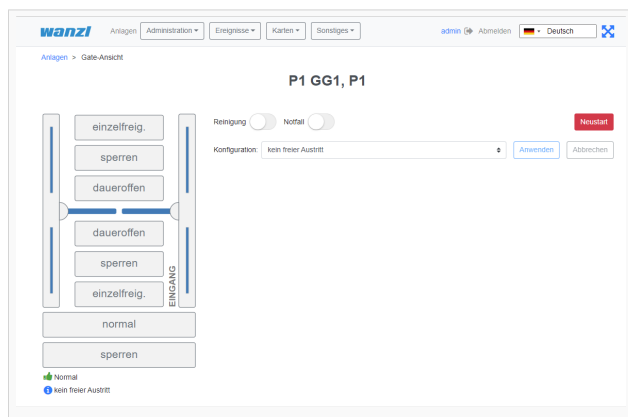 wanzl Anlagen Administration Ereignisse Karten Sonstiges admin Abmelden Deutsch
Anlagen > Gate-Ansicht
P1 GG1, P1
einzelfreig.
sperren
daueroffen
daueroffen
sperren
einzelfreig.
EINGANG
normal
sperren
Normal
kein freier Austritt
Reinigung Notfall Neustart
Konfiguration: kein freier Austritt Anwenden Abbrechen